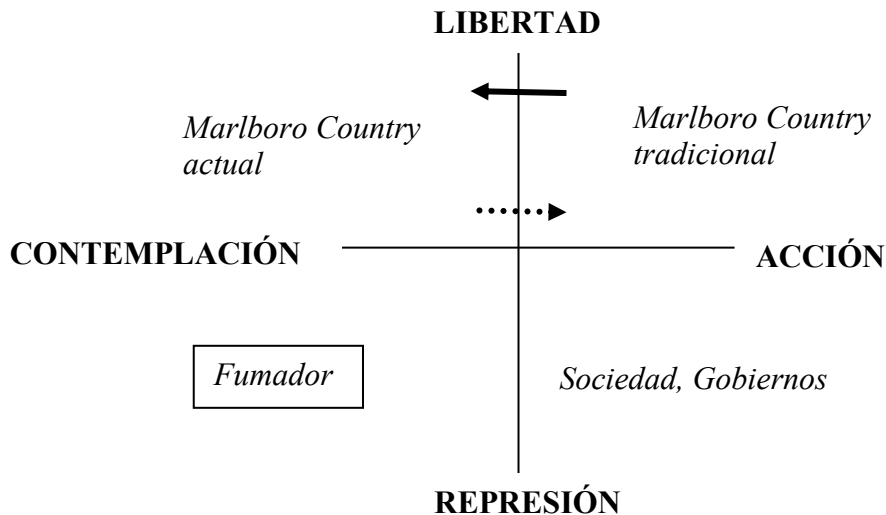 LIBERTAD
Marlboro Country
actual
Marlboro Country
tradicional
CONTEMPLACIÓN
ACCIÓN
Fumador
Sociedad, Gobiernos
REPRESIÓN